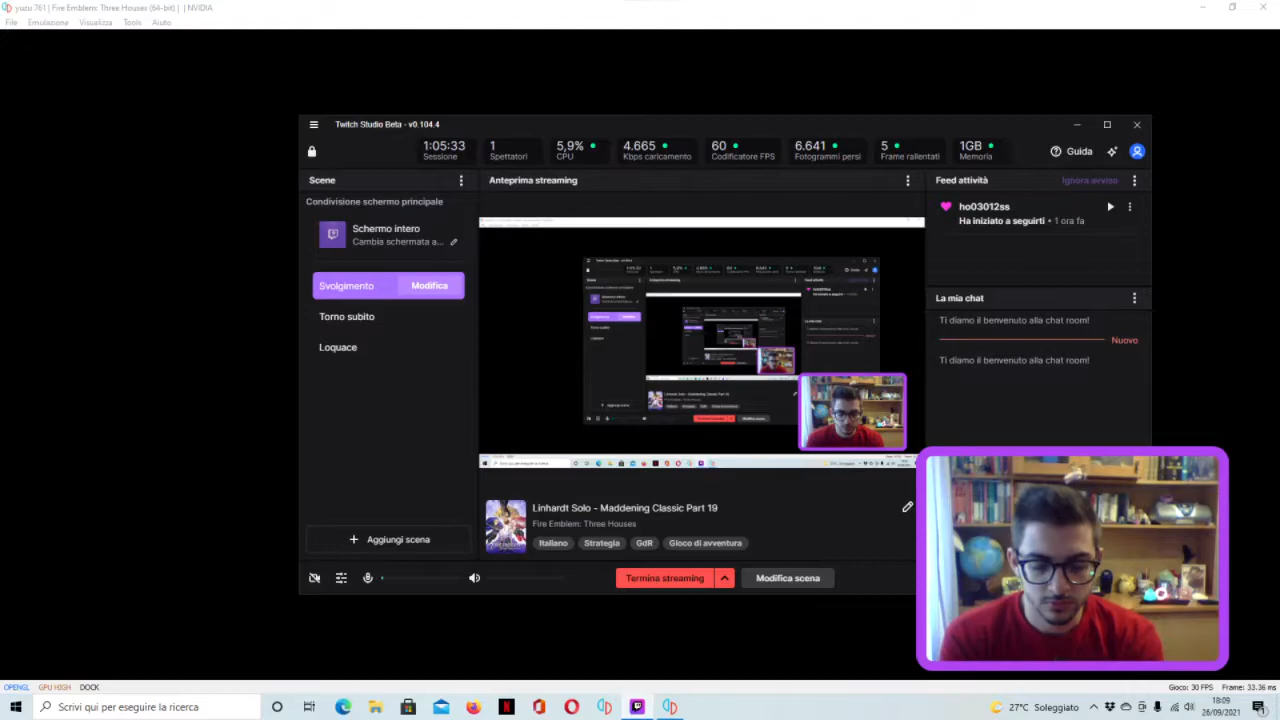 yuzu 761 | Fire Emblem: Three Houses (64-bit) | | NVIDIA
File Emulazione Visualizza Tools Aiuto
Twitch Studio Beta - v0.104.4
1:05:33 1 5,9% 4.665 60 6.641 5 1GB
Sessione Spettatori CPU Kbps caricamento Codificatore FPS Fotogrammi persi Frame rallentati Memoria
Guida
Scene
Anteprima streaming
Feed attività Ignora avviso
Condivisione schermo principale
Schermo intero
Cambia schermata a...
Svolgimento Modifica
Torno subito
Loquace
ho03012ss
Ha iniziato a seguirti • 1 ora fa
La mia chat
Ti diamo il benvenuto alla chat room!
Nuovo
Ti diamo il benvenuto alla chat room!
Linhardt Solo - Maddening Classic Part 19
Fire Emblem: Three Houses
Italiano Strategia GdR Gioco di avventura
+ Aggiungi scena
Termina streaming Modifica scena
OPENGL GPU HIGH DOCK
Gioco: 30 FPS Frame: 33.36 ms
Scrivi qui per eseguire la ricerca
27°C Soleggiato
18:09
26/09/2021